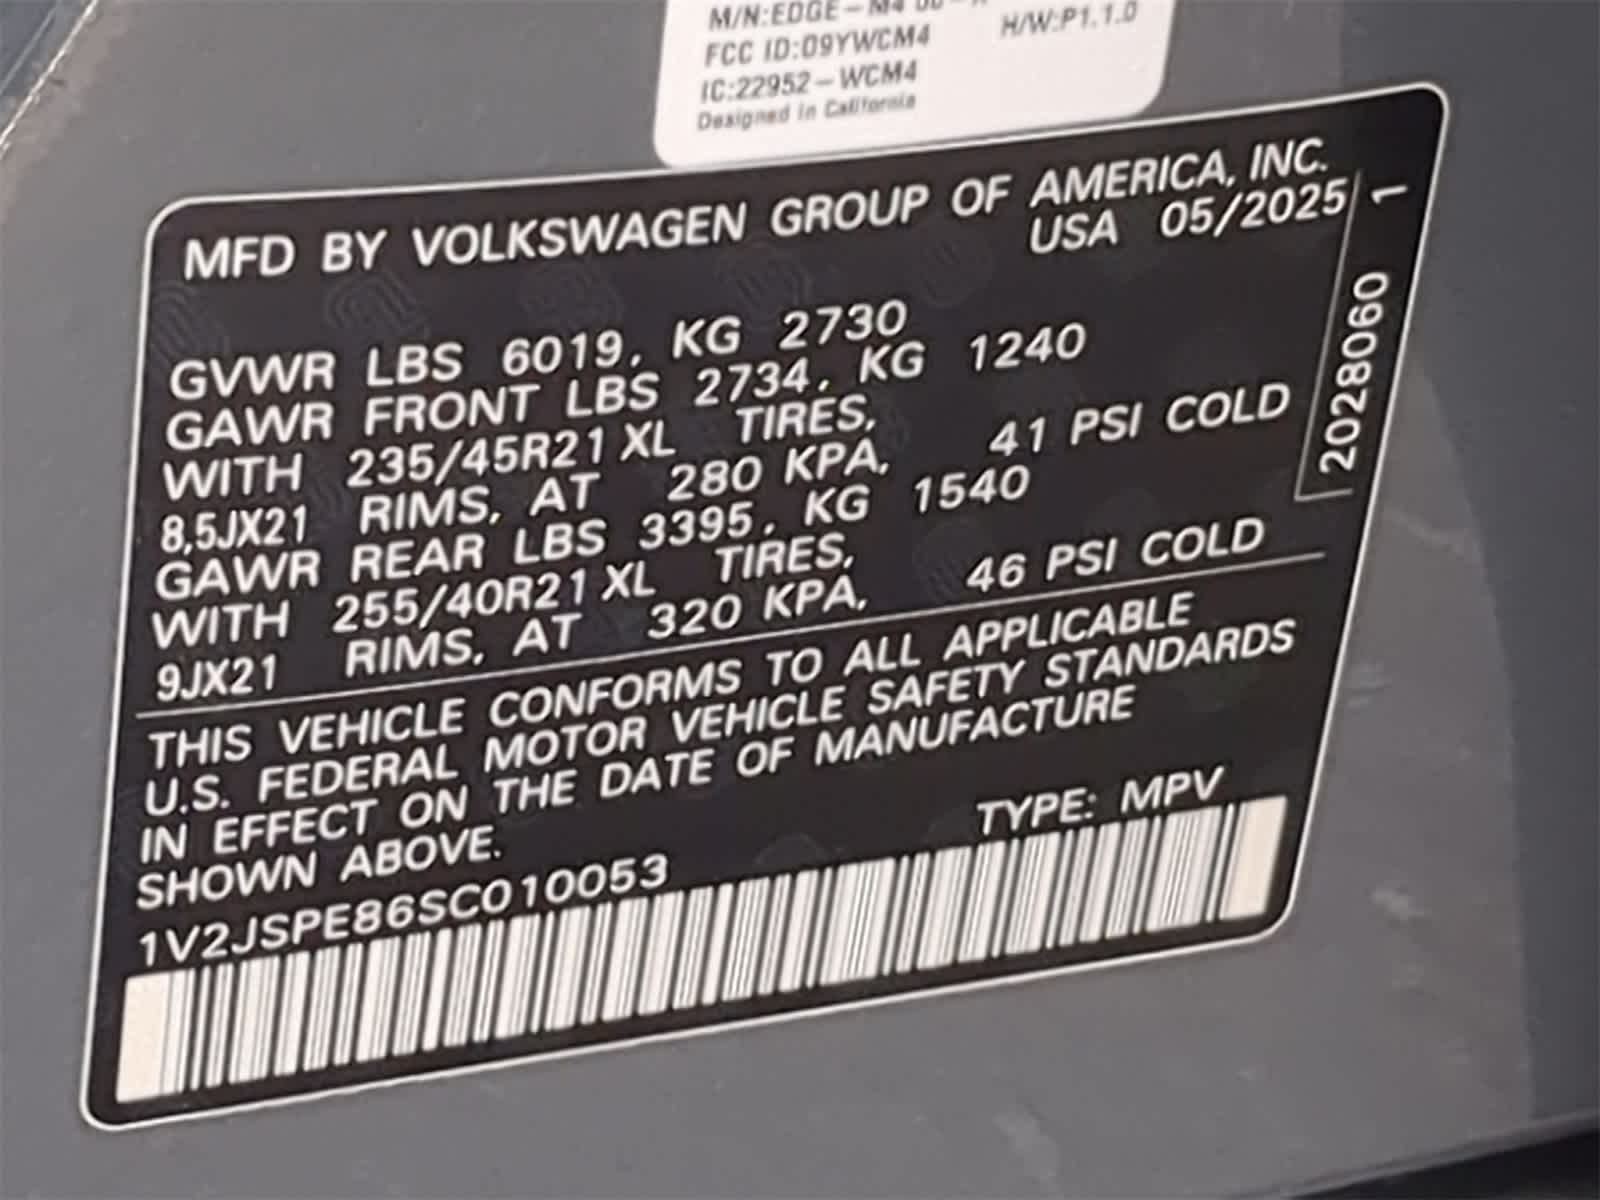 M/N:EDGE-M4
H/W:P1.1.0
FCC ID:O9YWCM4
IC:22952-WCM4
Designed in California
MFD BY VOLKSWAGEN GROUP OF AMERICA, INC.
USA 05/2025
GVWR LBS 6019, KG 2730
GAWR FRONT LBS 2734, KG 1240
WITH 235/45R21 XL TIRES,
8,5JX21 RIMS, AT 280 KPA, 41 PSI COLD
GAWR REAR LBS 3395, KG 1540
WITH 255/40R21 XL TIRES,
9JX21 RIMS, AT 320 KPA, 46 PSI COLD
2028060 1
THIS VEHICLE CONFORMS TO ALL APPLICABLE
U.S. FEDERAL MOTOR VEHICLE SAFETY STANDARDS
IN EFFECT ON THE DATE OF MANUFACTURE
SHOWN ABOVE.
TYPE: MPV
1V2JSPE86SC010053